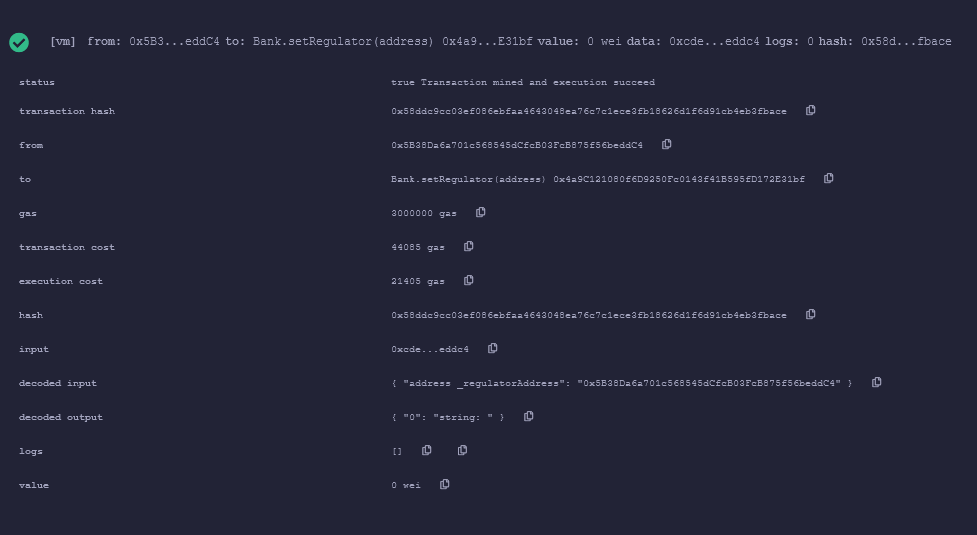 [vm] from: 0x5B3...eddC4 to: Bank.setRegulator(address) 0x4a9...E31bf value: 0 wei data: 0xcde...eddc4 logs: 0 hash: 0x58d...fbace
status true Transaction mined and execution succeed
transaction hash 0x58ddc9cc03ef086ebfaa4643048ea76c7c1ece3fb18626d1f6d91cb4eb3fbace
from 0x5B38Da6a701c568545dCfcB03FcB875f56beddC4
to Bank.setRegulator(address) 0x4a9C121080f6D9250Fc0143f41B595fD172E31bf
gas 3000000 gas
transaction cost 44085 gas
execution cost 21405 gas
hash 0x58ddc9cc03ef086ebfaa4643048ea76c7c1ece3fb18626d1f6d91cb4eb3fbace
input 0xcde...eddc4
decoded input { "address _regulatorAddress": "0x5B38Da6a701c568545dCfcB03FcB875f56beddC4" }
decoded output { "0": "string: " }
logs []
value 0 wei